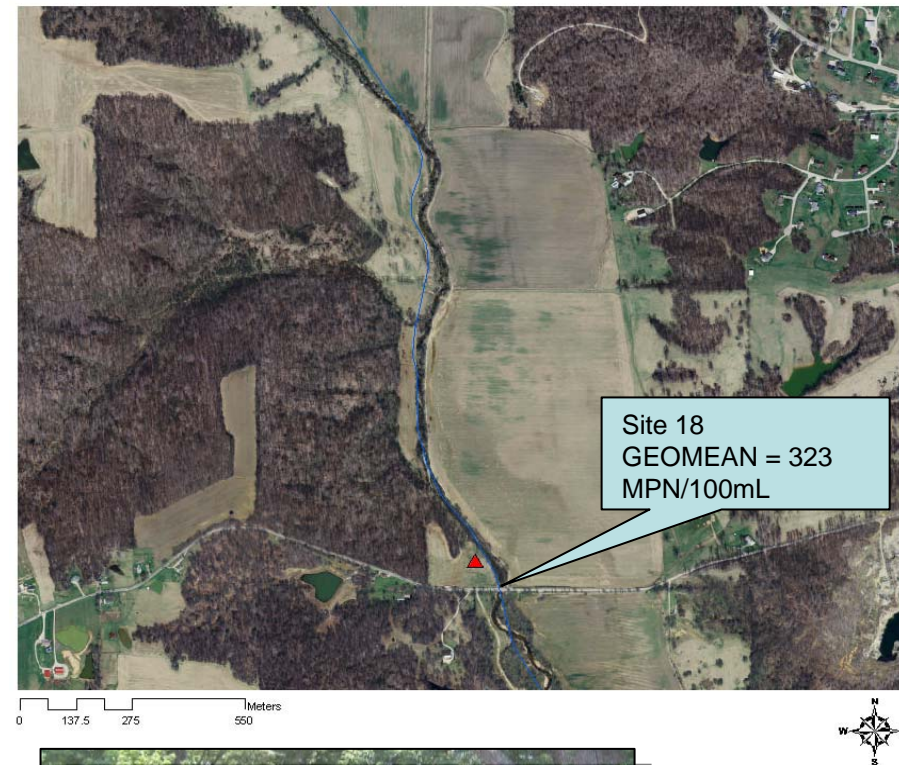 Site 18
GEOMEAN = 323
MPN/100mL
Meters
0 137.5 275 550
N
W
S